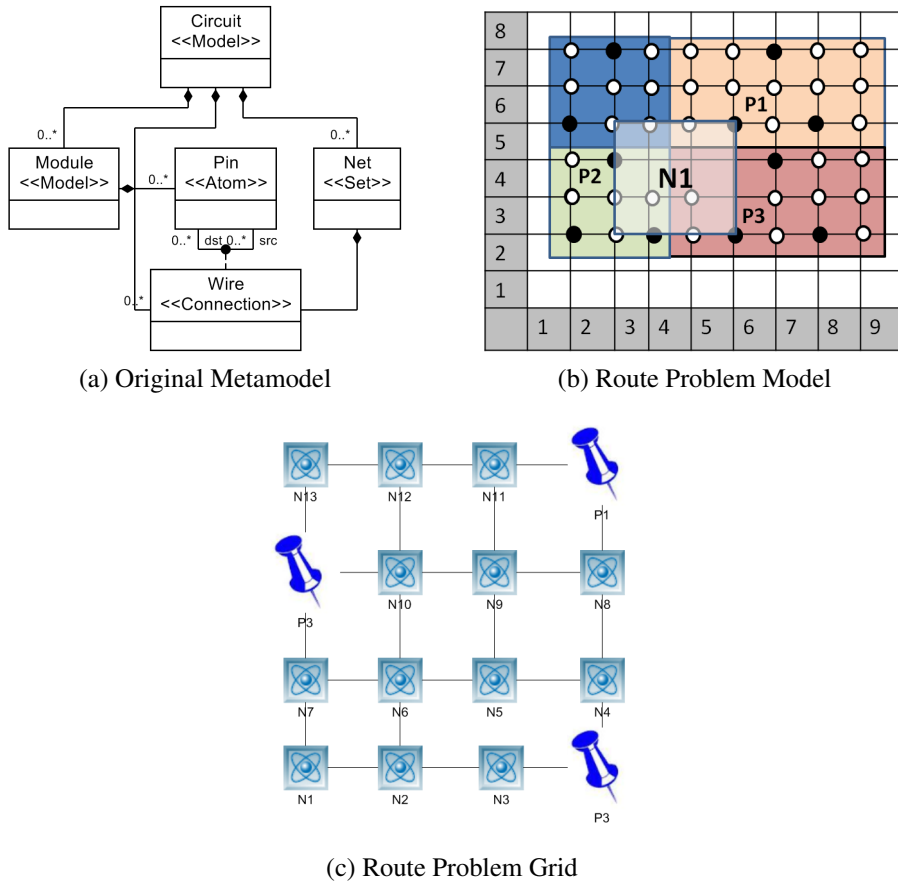 Circuit
<<Model>>
0..*
Module
<<Model>>
0..*
Pin
<<Atom>>
Net
<<Set>>
0..* dst 0..* src
0..*
Wire
<<Connection>>
(a) Original Metamodel
8
7
6
5
4
3
2
1
P1
P2
N1
P3
1 2 3 4 5 6 7 8 9
(b) Route Problem Model
N13 N12 N11 P1
P3 N10 N9 N8
N7 N6 N5 N4
N1 N2 N3 P3
(c) Route Problem Grid